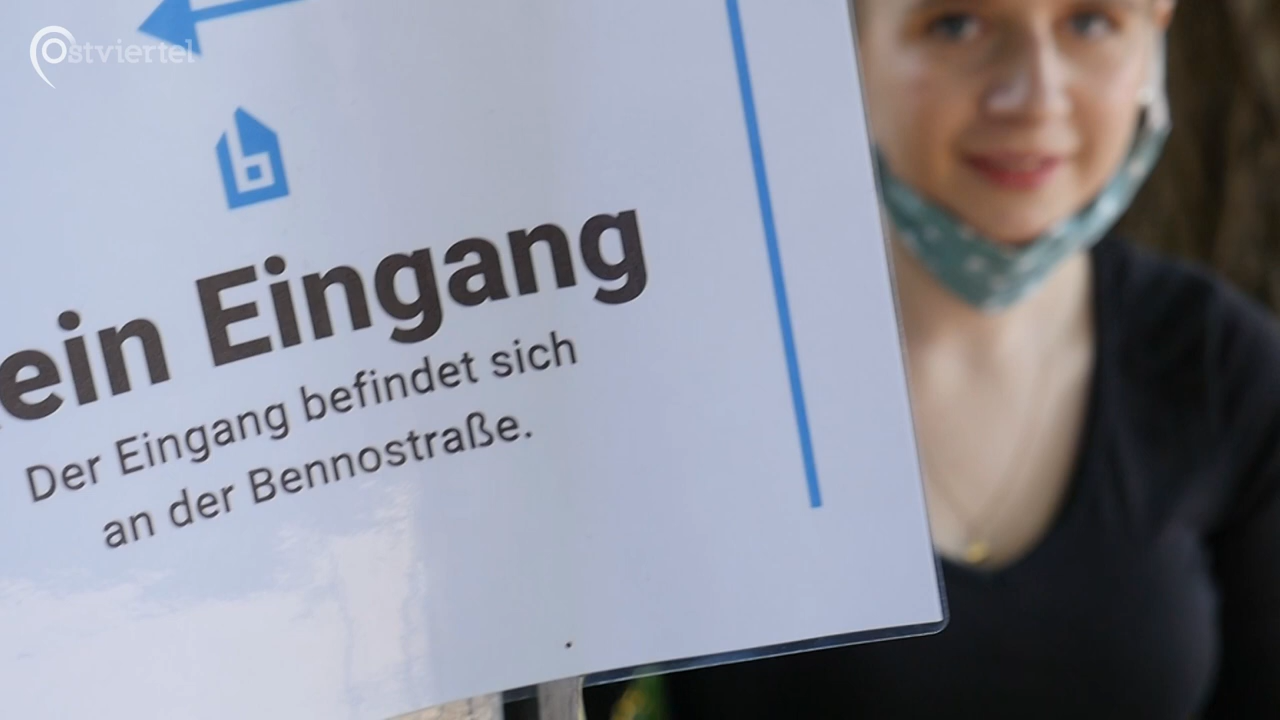 Ostviertel
ein Eingang
Der Eingang befindet sich
an der Bennostraße.